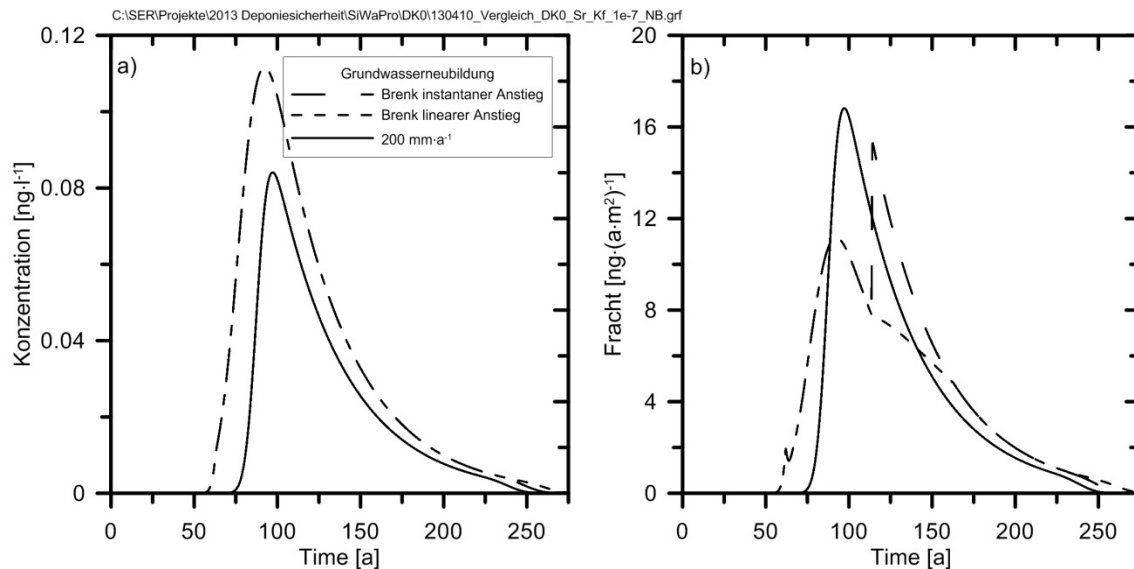 C:\SER\Projekte\2013 Deponiesicherheit\SiWaPro\DK0\130410_Vergleich_DK0_Sr_Kf_1e-7_NB.grf
a)
Grundwasserneubildung
Brenk instantaner Anstieg
Brenk linearer Anstieg
200 mm·a⁻¹
Konzentration [ng·l⁻¹]
0.12
0.08
0.04
0
0 50 100 150 200 250
Time [a]
b)
Fracht [ng·(a·m²)⁻¹]
20
16
12
8
4
0
0 50 100 150 200 250
Time [a]